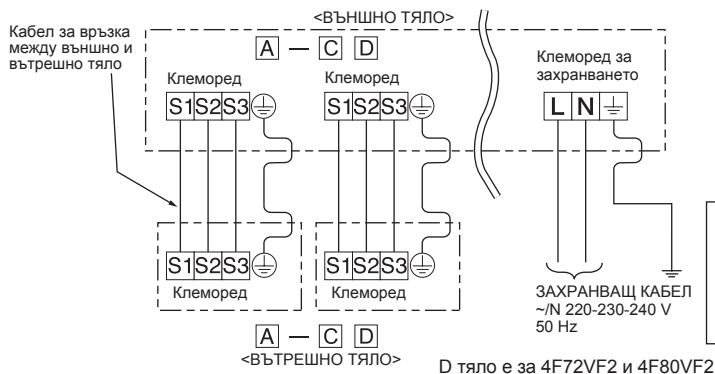 <ВЪНШНО ТЯЛО>
Кабел за връзка
между външно и
вътрешно тяло
A — C D
Клеморед
Клеморед
Клеморед за
захранването
S1 S2 S3
S1 S2 S3
L N
S1 S2 S3
S1 S2 S3
Клеморед
Клеморед
ЗАХРАНВАЩ КАБЕЛ
~/N 220-230-240 V
50 Hz
A — C D
<ВЪТРЕШНО ТЯЛО>
D тяло е за 4F72VF2 и 4F80VF2